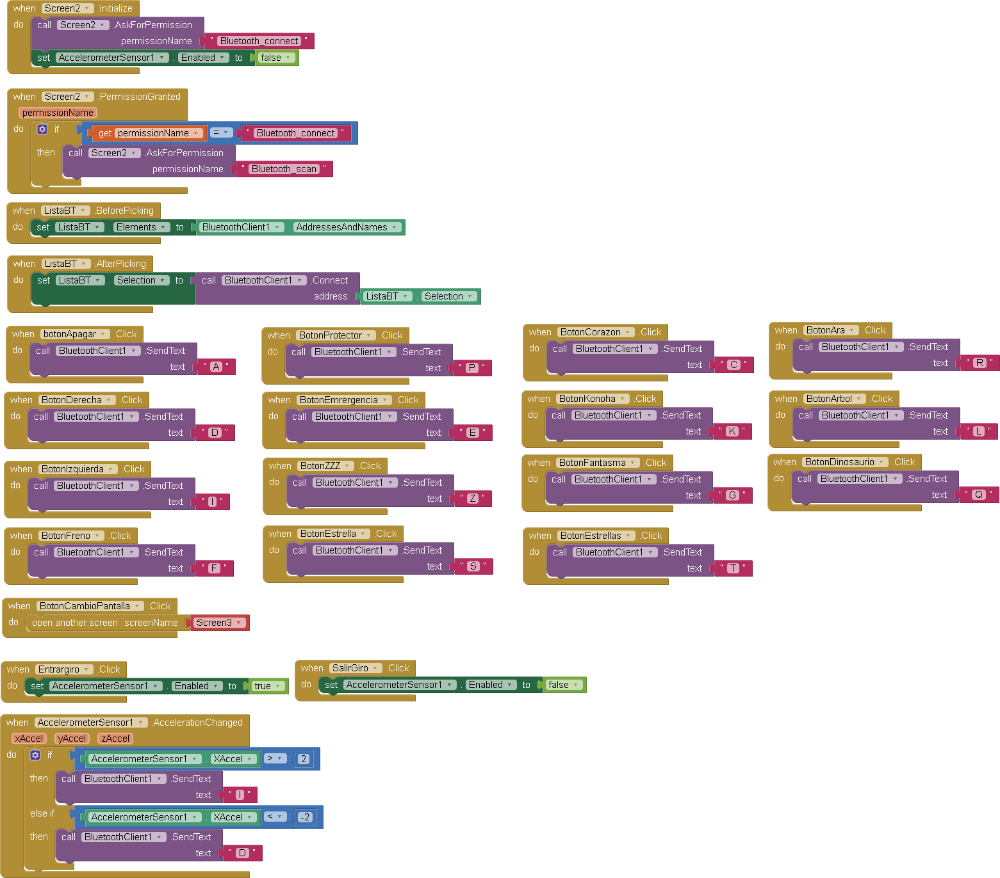 when Screen2 .Initialize
do call Screen2 .AskForPermission
permissionName " Bluetooth_connect "
set AccelerometerSensor1 . Enabled to false
when Screen2 .PermissionGranted
permissionName
do if get permissionName = " Bluetooth_connect "
then call Screen2 .AskForPermission
permissionName " Bluetooth_scan "
when ListaBT .BeforePicking
do set ListaBT . Elements to BluetoothClient1 . AddressesAndNames
when ListaBT .AfterPicking
do set ListaBT . Selection to call BluetoothClient1 .Connect
address ListaBT . Selection
when botonApagar .Click
do call BluetoothClient1 .SendText
text " A "
when BotonProtector .Click
do call BluetoothClient1 .SendText
text " P "
when BotonCorazon .Click
do call BluetoothClient1 .SendText
text " C "
when BotonAra .Click
do call BluetoothClient1 .SendText
text " R "
when BotonDerecha .Click
do call BluetoothClient1 .SendText
text " D "
when BotonEmrergencia .Click
do call BluetoothClient1 .SendText
text " E "
when BotonKonoha .Click
do call BluetoothClient1 .SendText
text " K "
when BotonArbol .Click
do call BluetoothClient1 .SendText
text " L "
when BotonIzquierda .Click
do call BluetoothClient1 .SendText
text " I "
when BotonZZZ .Click
do call BluetoothClient1 .SendText
text " Z "
when BotonFantasma .Click
do call BluetoothClient1 .SendText
text " G "
when BotonDinosaurio .Click
do call BluetoothClient1 .SendText
text " Q "
when BotonFreno .Click
do call BluetoothClient1 .SendText
text " F "
when BotonEstrella .Click
do call BluetoothClient1 .SendText
text " S "
when BotonEstrellas .Click
do call BluetoothClient1 .SendText
text " T "
when BotonCambioPantalla .Click
do open another screen screenName Screen3
when Entrargiro .Click
do set AccelerometerSensor1 . Enabled to true
when SalirGiro .Click
do set AccelerometerSensor1 . Enabled to false
when AccelerometerSensor1 .AccelerationChanged
xAccel yAccel zAccel
do if AccelerometerSensor1 . XAccel > 2
then call BluetoothClient1 .SendText
text " I "
else if AccelerometerSensor1 . XAccel < -2
then call BluetoothClient1 .SendText
text " D "